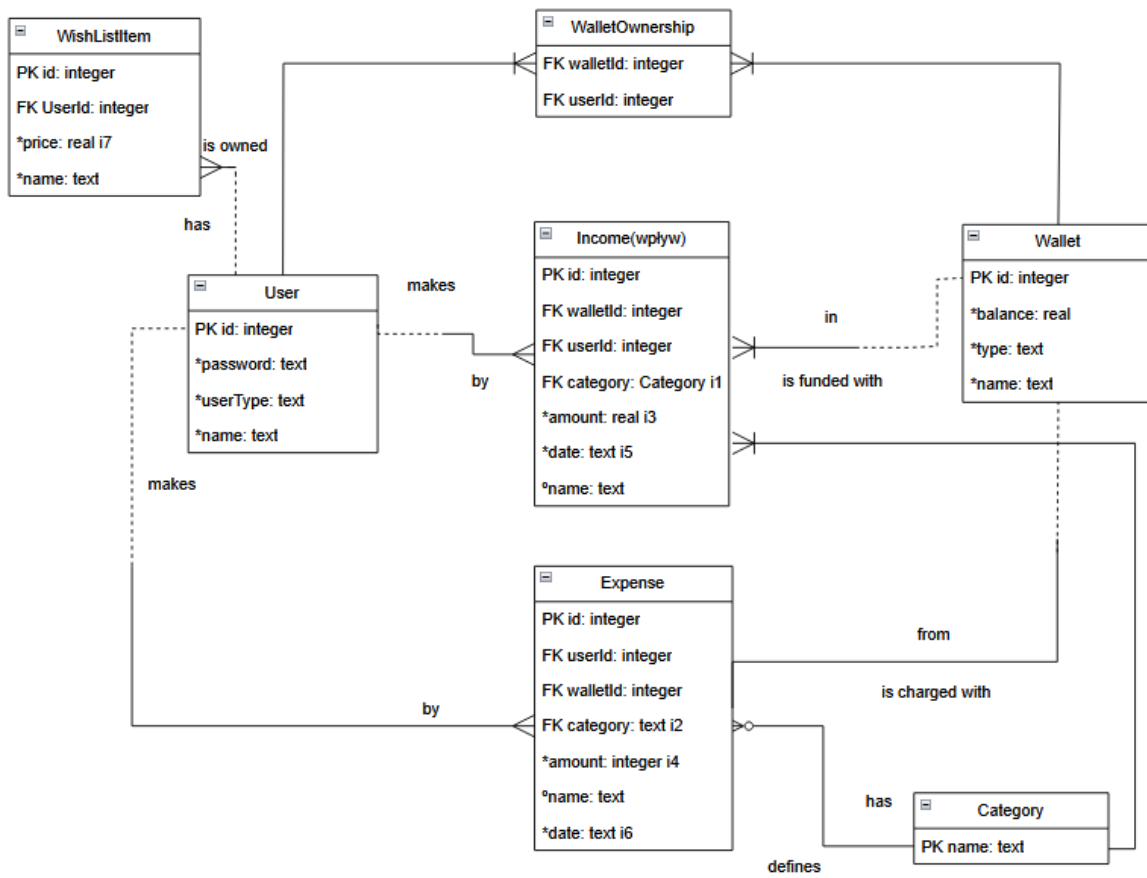 WishListItem
PK id: integer
FK UserId: integer
*price: real i7
*name: text
is owned
has
WalletOwnership
FK walletId: integer
FK userId: integer
User
PK id: integer
*password: text
*userType: text
*name: text
makes
by
Income(wpływ)
PK id: integer
FK walletId: integer
FK userId: integer
FK category: Category i1
*amount: real i3
*date: text i5
ºname: text
in
is funded with
Wallet
PK id: integer
*balance: real
*type: text
*name: text
makes
by
Expense
PK id: integer
FK userId: integer
FK walletId: integer
FK category: text i2
*amount: integer i4
ºname: text
*date: text i6
from
is charged with
has
defines
Category
PK name: text